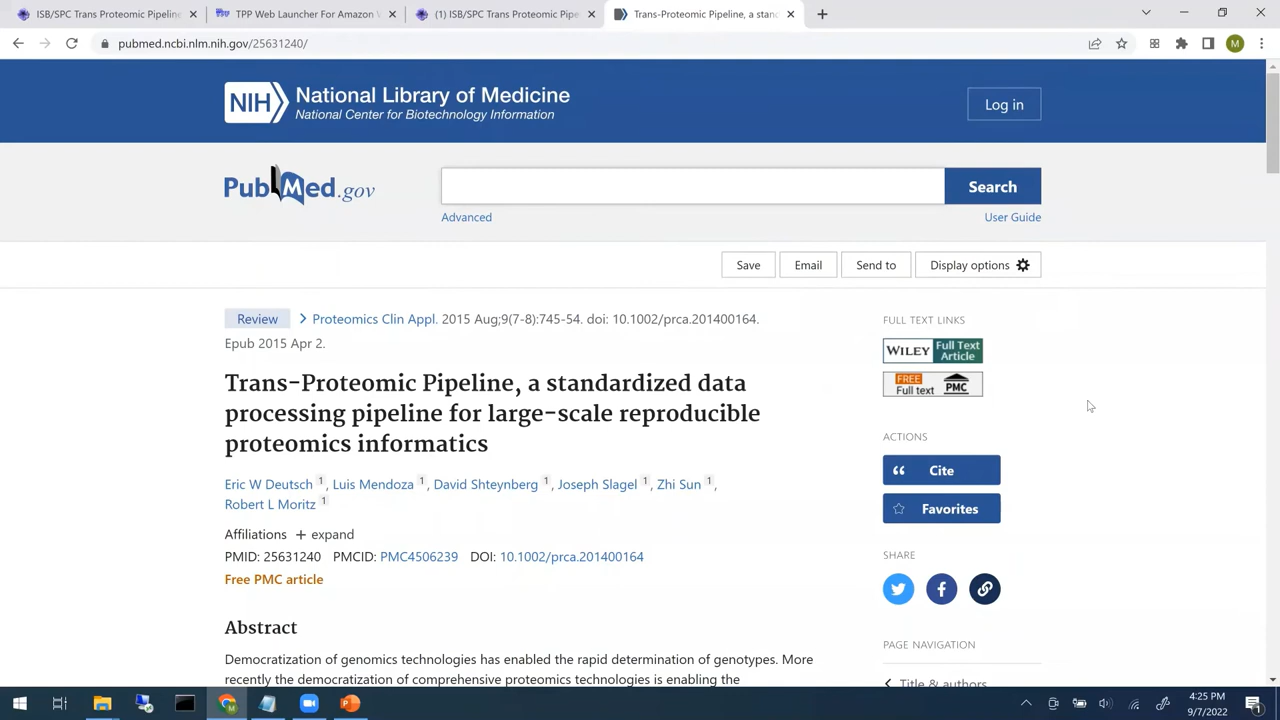 ISB/SPC Trans Proteomic Pipeline
TPP Web Launcher For Amazon
(1) ISB/SPC Trans Proteomic Pipe
Trans-Proteomic Pipeline, a stand
pubmed.ncbi.nlm.nih.gov/25631240/
M
NIH
National Library of Medicine
National Center for Biotechnology Information
Log in
PubMed.gov
Search
Advanced
User Guide
Save
Email
Send to
Display options
Review
Proteomics Clin Appl. 2015 Aug;9(7-8):745-54. doi: 10.1002/prca.201400164.
Epub 2015 Apr 2.
Trans-Proteomic Pipeline, a standardized data
processing pipeline for large-scale reproducible
proteomics informatics
Eric W Deutsch 1, Luis Mendoza 1, David Shteynberg 1, Joseph Slagel 1, Zhi Sun 1,
Robert L Moritz 1
Affiliations + expand
PMID: 25631240 PMCID: PMC4506239 DOI: 10.1002/prca.201400164
Free PMC article
Abstract
Democratization of genomics technologies has enabled the rapid determination of genotypes. More
recently the democratization of comprehensive proteomics technologies is enabling the
FULL TEXT LINKS
WILEY Full Text
Article
FREE
Full text PMC
ACTIONS
Cite
Favorites
SHARE
PAGE NAVIGATION
Title & authors
4:25 PM
9/7/2022
1